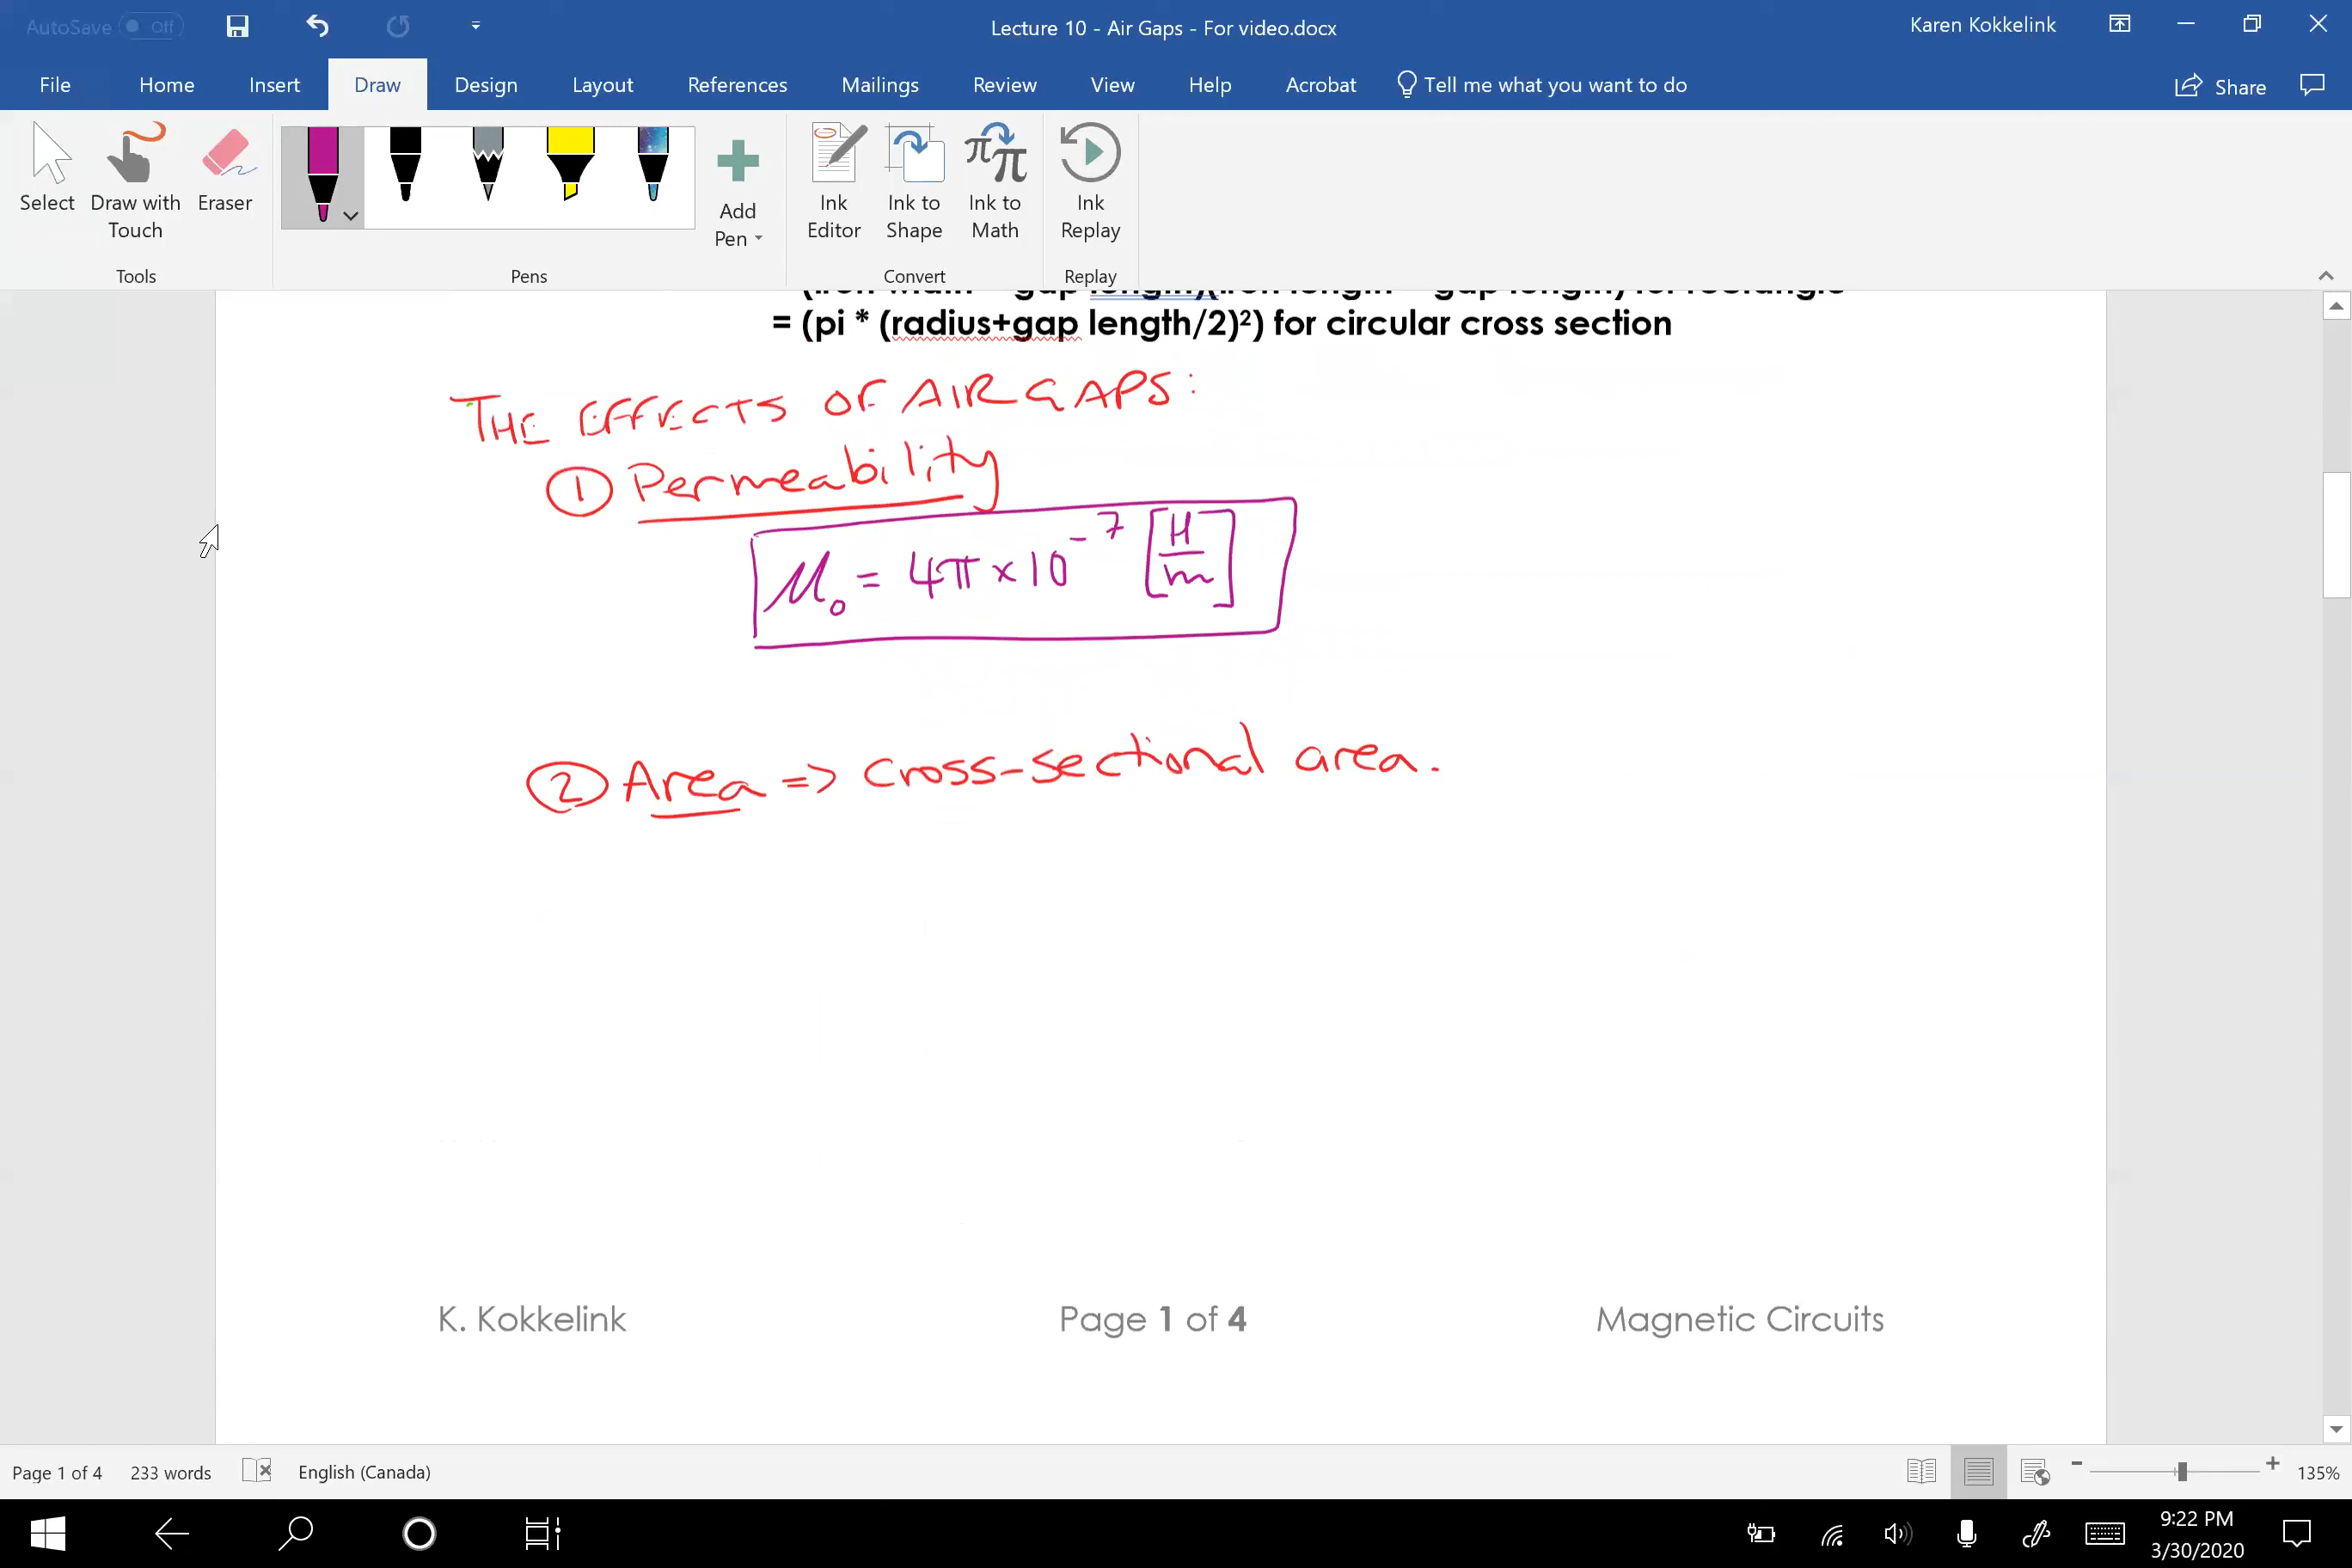 AutoSave Off
Lecture 10 - Air Gaps - For video.docx
Karen Kokkelink
File Home Insert Draw Design Layout References Mailings Review View Help Acrobat Tell me what you want to do
Share
Select
Draw with Touch
Eraser
Add Pen
Ink Editor
Ink to Shape
Ink to Math
Ink Replay
Tools Pens Convert Replay
gap length)(
= (pi * (radius+gap length/2)²) for circular cross section
THE EFFECTS OF AIR GAPS:
① Permeability
μ₀ = 4π × 10⁻⁷ [H/m]
② Area => cross-sectional area.
K. Kokkelink Page 1 of 4 Magnetic Circuits
Page 1 of 4 233 words English (Canada) 135%
9:22 PM
3/30/2020